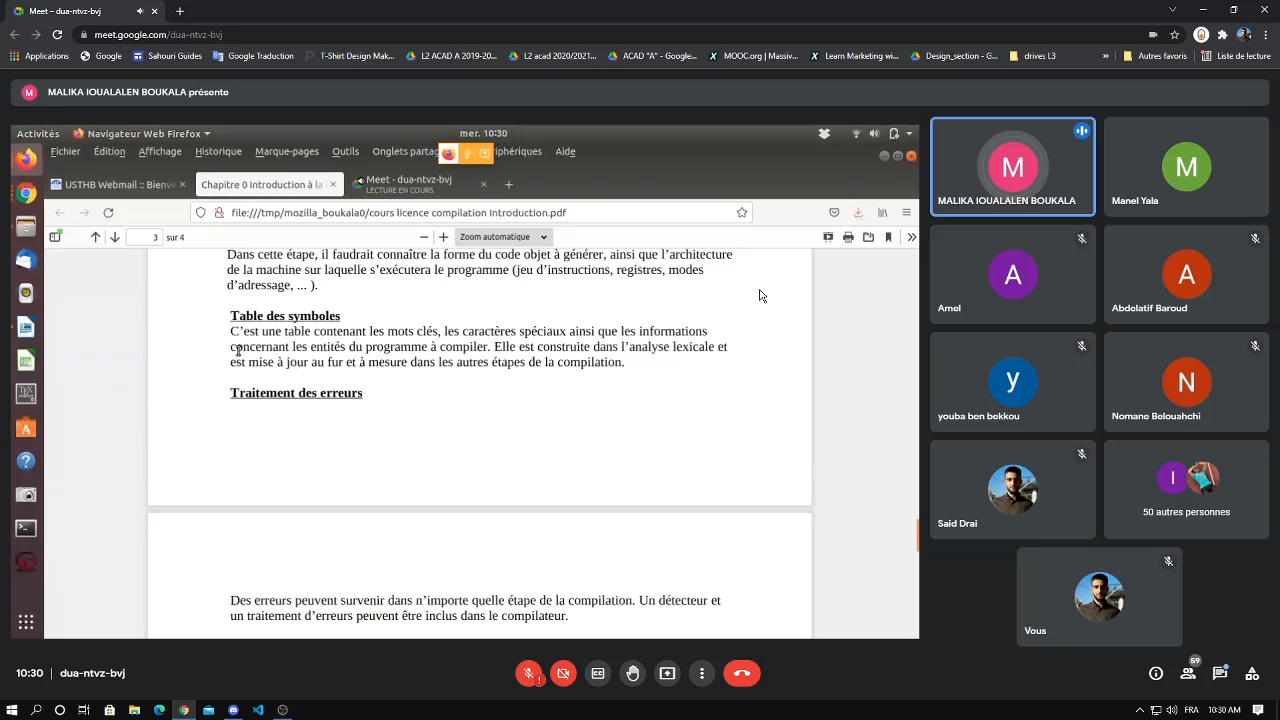 Meet – dua-ntvz-bvj
meet.google.com/dua-ntvz-bvj
Applications
Google
Sahouri Guides
Google Traduction
T-Shirt Design Mak...
L2 ACAD A 2019-20...
L2 acad 2020/2021...
ACAD "A" - Google...
MOOC.org | Massiv...
Learn Marketing wi...
Design_section - G...
drives L3
»
Autres favoris
Liste de lecture
M
MALIKA IOUALALEN BOUKALA présente
Activités
Navigateur Web Firefox
mer. 10:30
Fichier
Édition
Affichage
Historique
Marque-pages
Outils
Onglets partag
riphériques
Aide
USTHB Webmail :: Bienve
Chapitre 0 Introduction à la
Meet - dua-ntvz-bvj
LECTURE EN COURS
file:///tmp/mozilla_boukala0/cours licence compilation Introduction.pdf
3 sur 4
Zoom automatique
Dans cette étape, il faudrait connaître la forme du code objet à générer, ainsi que l'architecture
de la machine sur laquelle s'exécutera le programme (jeu d'instructions, registres, modes
d'adressage, ... ).
Table des symboles
C'est une table contenant les mots clés, les caractères spéciaux ainsi que les informations
concernant les entités du programme à compiler. Elle est construite dans l'analyse lexicale et
est mise à jour au fur et à mesure dans les autres étapes de la compilation.
Traitement des erreurs
Des erreurs peuvent survenir dans n'importe quelle étape de la compilation. Un détecteur et
un traitement d'erreurs peuvent être inclus dans le compilateur.
M
MALIKA IOUALALEN BOUKALA
M
Manel Yala
A
Amel
A
Abdelatif Baroud
y
youba ben bekkou
N
Nomane Belouahchi
Said Drai
I
50 autres personnes
Vous
10:30
dua-ntvz-bvj
59
FRA
10:30 AM